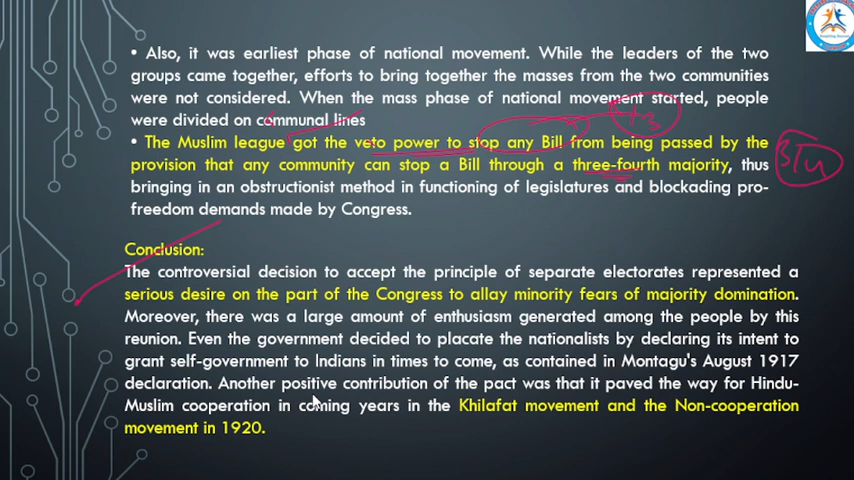 • Also, it was earliest phase of national movement. While the leaders of the two
groups came together, efforts to bring together the masses from the two communities
were not considered. When the mass phase of national movement started, people
were divided on communal lines
• The Muslim league got the veto power to stop any Bill from being passed by the
provision that any community can stop a Bill through a three-fourth majority, thus
bringing in an obstructionist method in functioning of legislatures and blockading pro-
freedom demands made by Congress.
3/4
Conclusion:
The controversial decision to accept the principle of separate electorates represented a
serious desire on the part of the Congress to allay minority fears of majority domination.
Moreover, there was a large amount of enthusiasm generated among the people by this
reunion. Even the government decided to placate the nationalists by declaring its intent to
grant self-government to Indians in times to come, as contained in Montagu's August 1917
declaration. Another positive contribution of the pact was that it paved the way for Hindu-
Muslim cooperation in coming years in the Khilafat movement and the Non-cooperation
movement in 1920.